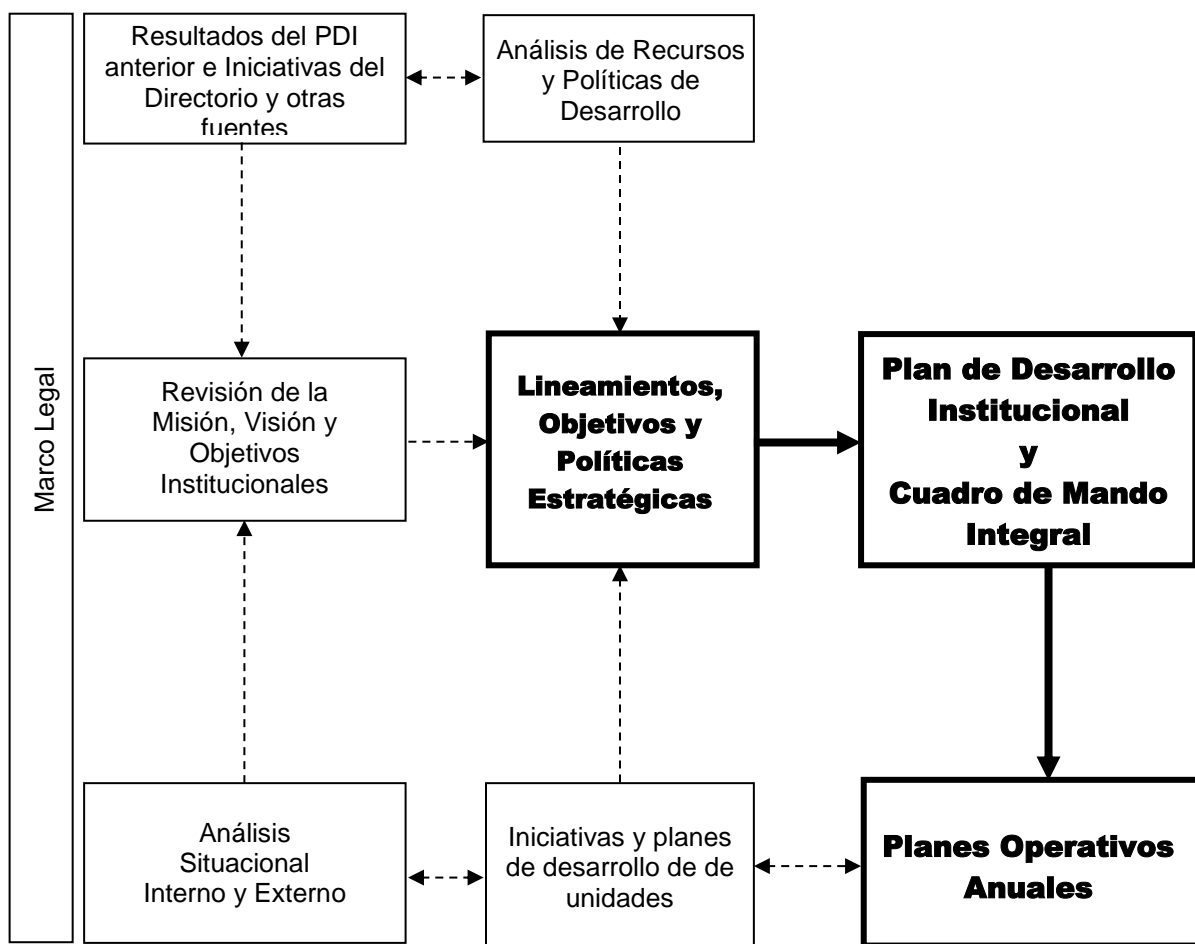 Marco Legal
Resultados del PDI
anterior e Iniciativas del
Directorio y otras
fuentes
Análisis de Recursos
y Políticas de
Desarrollo
Revisión de la
Misión, Visión y
Objetivos
Institucionales
Lineamientos,
Objetivos y
Políticas
Estratégicas
Plan de Desarrollo
Institucional
y
Cuadro de Mando
Integral
Análisis
Situacional
Interno y Externo
Iniciativas y planes
de desarrollo de de
unidades
Planes Operativos
Anuales